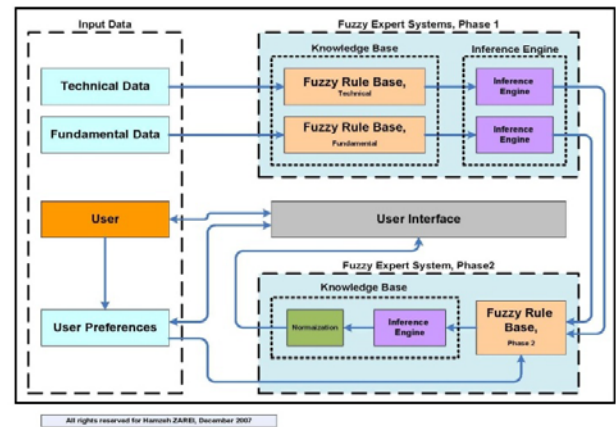 Input Data
Fuzzy Expert Systems, Phase 1
Knowledge Base
Inference Engine
Technical Data
Fuzzy Rule Base,
Technical
Inference
Engine
Fundamental Data
Fuzzy Rule Base,
Fundamental
Inference
Engine
User
User Interface
Fuzzy Expert System, Phase2
Knowledge Base
User Preferences
Normaization
Inference
Engine
Fuzzy Rule
Base,
Phase 2
All rights reserved for Hamzeh ZAREI, December 2007